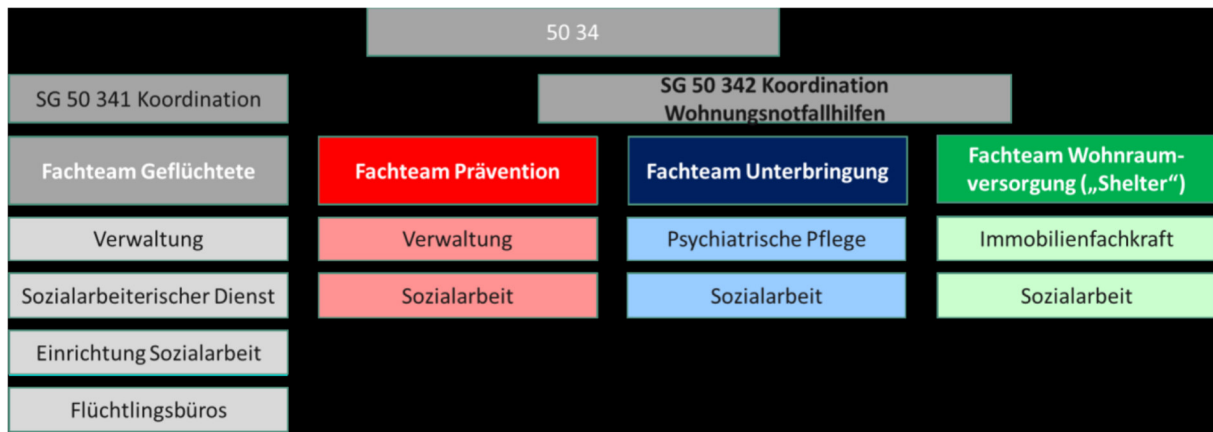 50 34
SG 50 341 Koordination
SG 50 342 Koordination
Wohnungsnotfallhilfen
Fachteam Geflüchtete
Fachteam Prävention
Fachteam Unterbringung
Fachteam Wohnraum-
versorgung („Shelter“)
Verwaltung
Verwaltung
Psychiatrische Pflege
Immobilienfachkraft
Sozialarbeiterischer Dienst
Sozialarbeit
Sozialarbeit
Sozialarbeit
Einrichtung Sozialarbeit
Flüchtlingsbüros